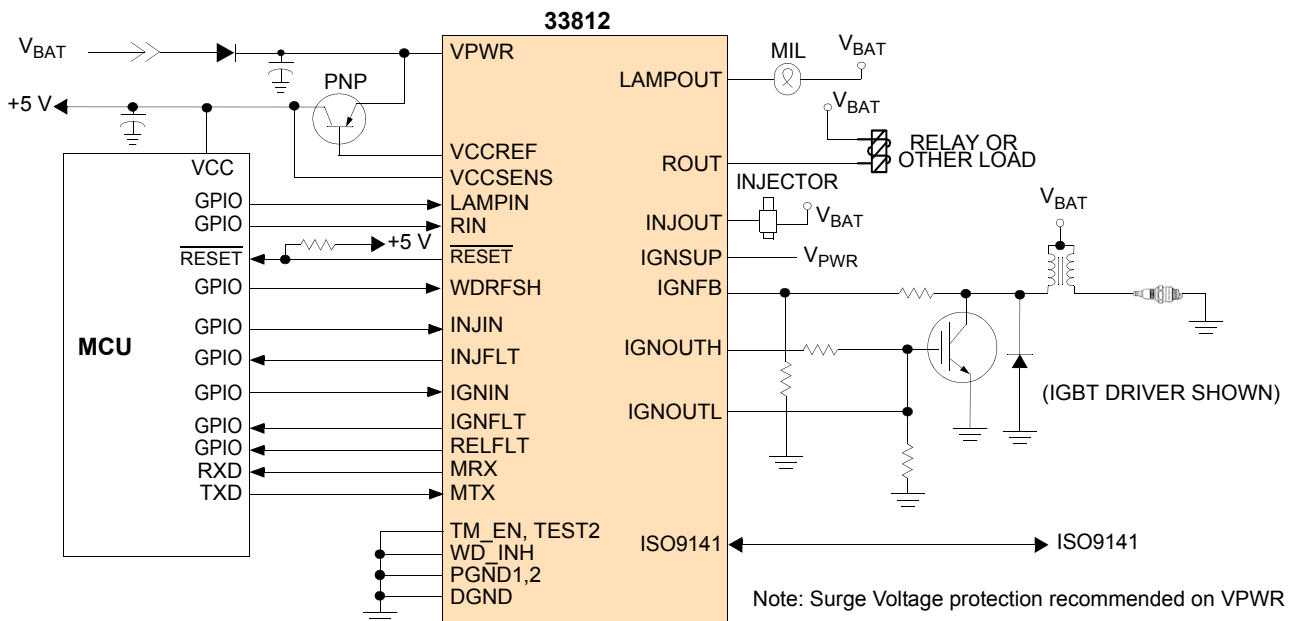 33812
VBAT
VPWR
PNP
+5 V
VCCREF
VCCSENS
VCC
GPIO
LAMPIN
GPIO
RIN
+5 V
RESET
RESET
GPIO
WDRFSH
GPIO
INJIN
MCU
GPIO
INJFLT
GPIO
IGNIN
GPIO
IGNFLT
GPIO
RELFLT
RXD
MRX
TXD
MTX
TM_EN, TEST2
WD_INH
PGND1,2
DGND
LAMPOUT
MIL
VBAT
VBAT
ROUT
RELAY OR
OTHER LOAD
INJECTOR
INJOUT
VBAT
IGNSUP
VPWR
VBAT
IGNFB
IGNOUTH
IGNOUTL
(IGBT DRIVER SHOWN)
ISO9141
ISO9141
Note: Surge Voltage protection recommended on VPWR